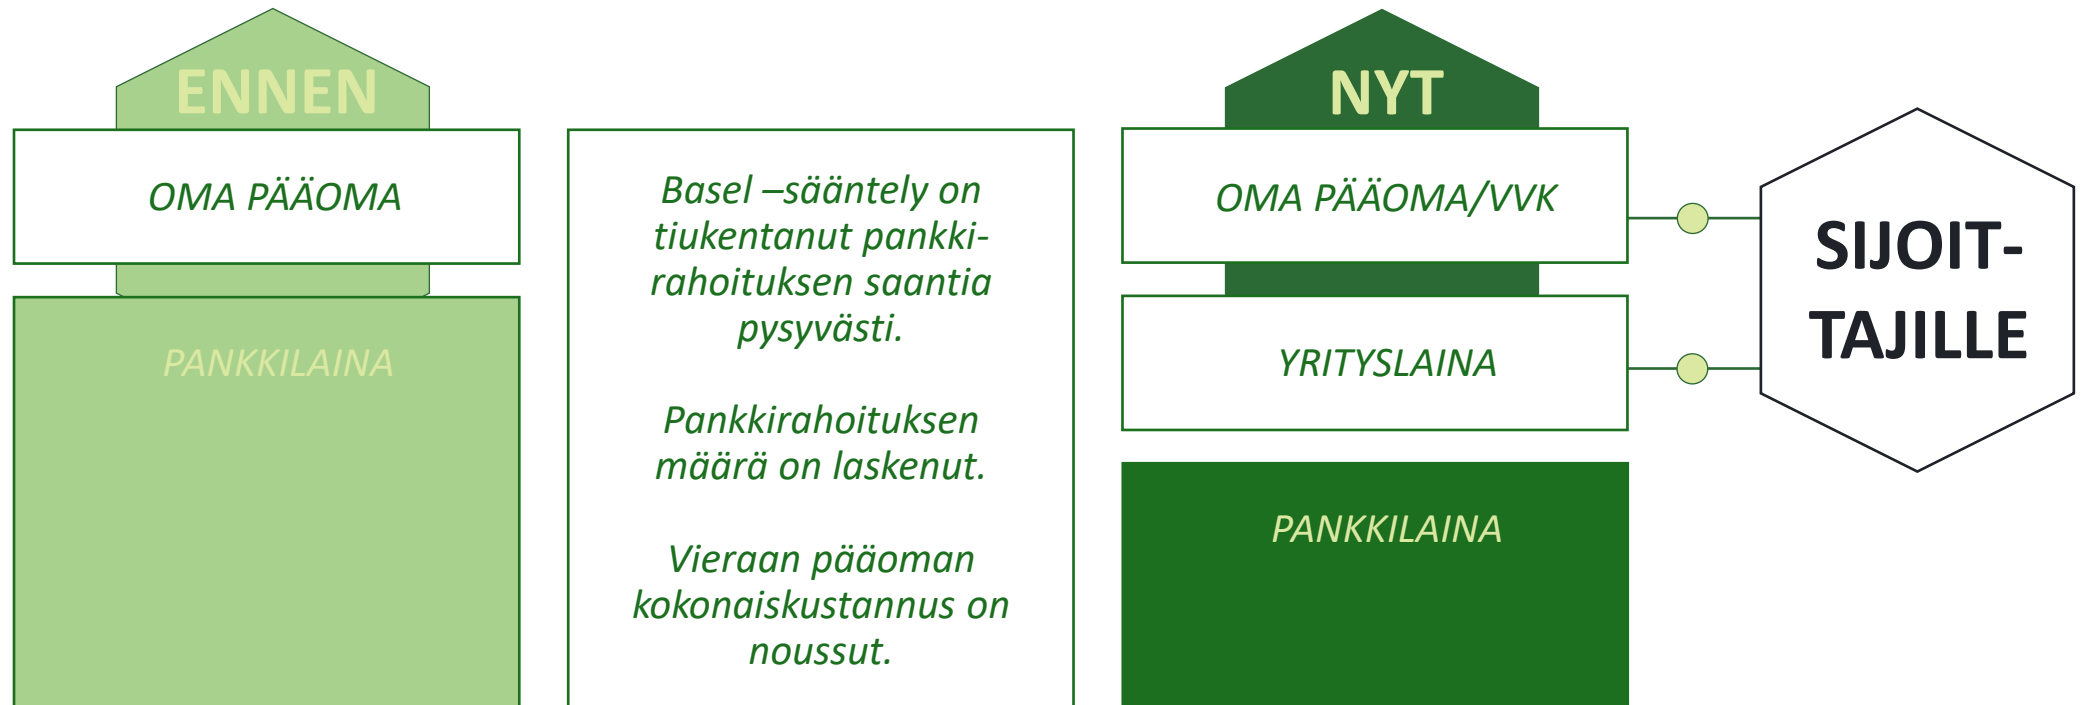 ENNEN
OMA PÄÄOMA
PANKKILAINA
Basel –sääntely on
tiukentanut pankki-
rahoituksen saantia
pysyvästi.
Pankkirahoituksen
määrä on laskenut.
Vieraan pääoman
kokonaiskustannus on
noussut.
NYT
OMA PÄÄOMA/VVK
YRITYSLAINA
PANKKILAINA
SIJOIT-
TAJILLE